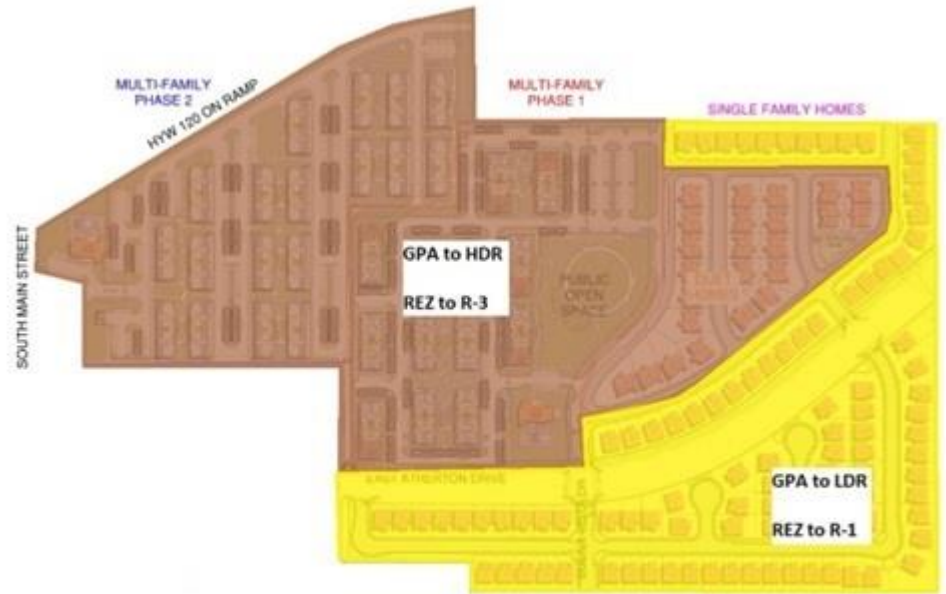 MULTI-FAMILY
PHASE 2
HYW 120 ON RAMP
MULTI-FAMILY
PHASE 1
SINGLE FAMILY HOMES
SOUTH MAIN STREET
GPA to HDR
REZ to R-3
PUBLIC
OPEN
SPACE
EAST ATHERTON DRIVE
GPA to LDR
REZ to R-1